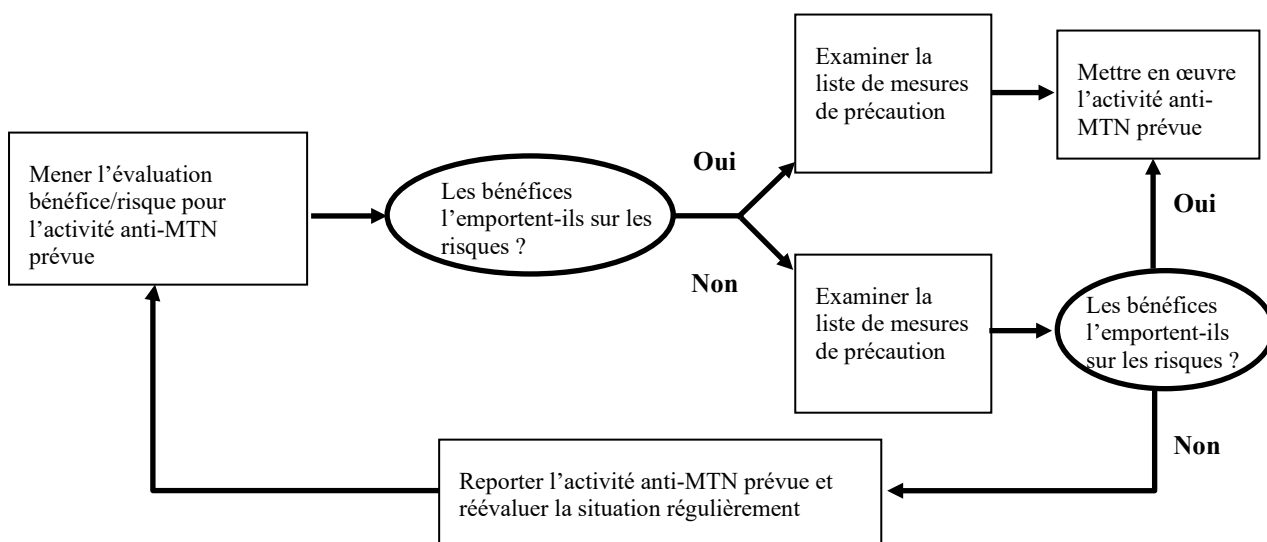 Mener l’évaluation
bénéfice/risque pour
l’activité anti-MTN
prévue
Les bénéfices
l’emportent-ils sur les
risques ?
Oui
Non
Examiner la
liste de mesures
de précaution
Mettre en œuvre
l’activité anti-
MTN prévue
Examiner la
liste de mesures
de précaution
Oui
Les bénéfices
l’emportent-ils
sur les risques ?
Non
Reporter l’activité anti-MTN prévue et
réévaluer la situation régulièrement